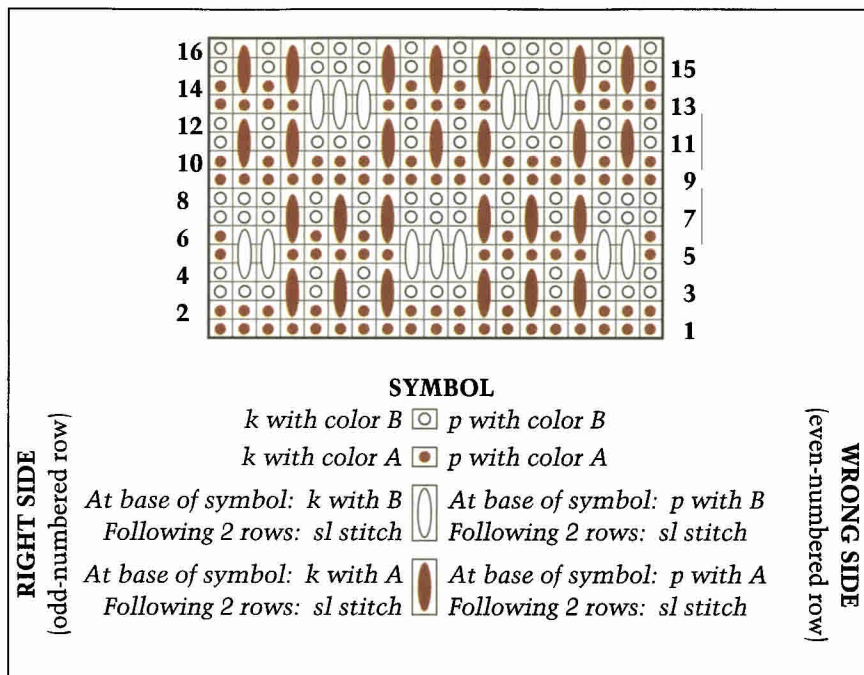 16
15
14
13
12
11
10
9
8
7
6
5
4
3
2
1
SYMBOL
k with color B p with color B
k with color A p with color A
At base of symbol: k with B At base of symbol: p with B
Following 2 rows: sl stitch Following 2 rows: sl stitch
At base of symbol: k with A At base of symbol: p with A
Following 2 rows: sl stitch Following 2 rows: sl stitch
RIGHT SIDE
(odd-numbered row)
WRONG SIDE
(even-numbered row)